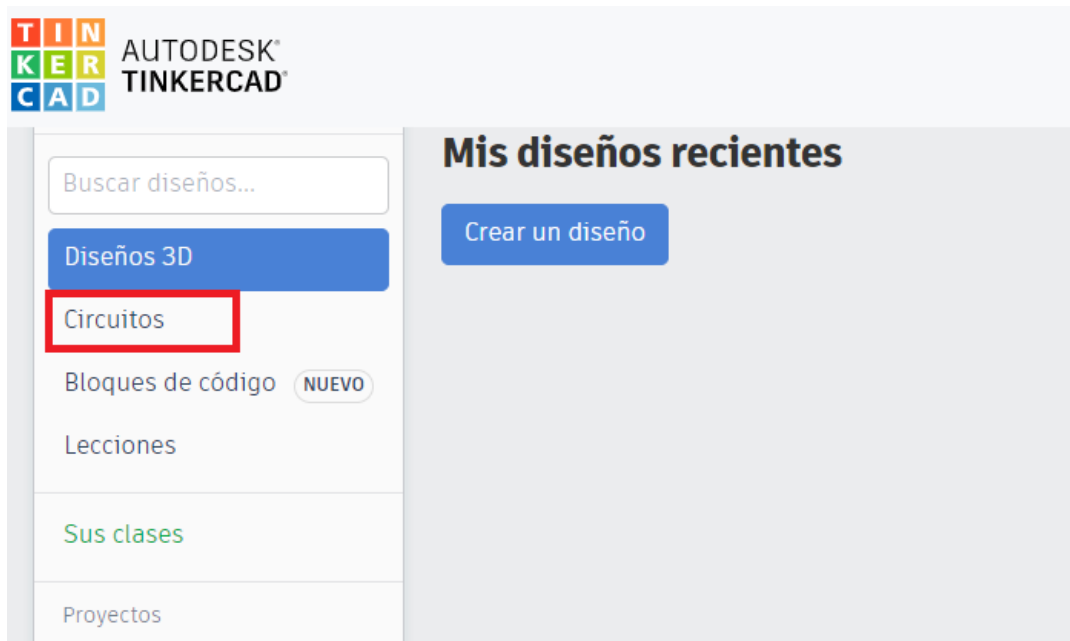 TIN
KER
CAD
AUTODESK®
TINKERCAD®
Buscar diseños...
Diseños 3D
Circuitos
Bloques de código NUEVO
Lecciones
Sus clases
Proyectos
Mis diseños recientes
Crear un diseño